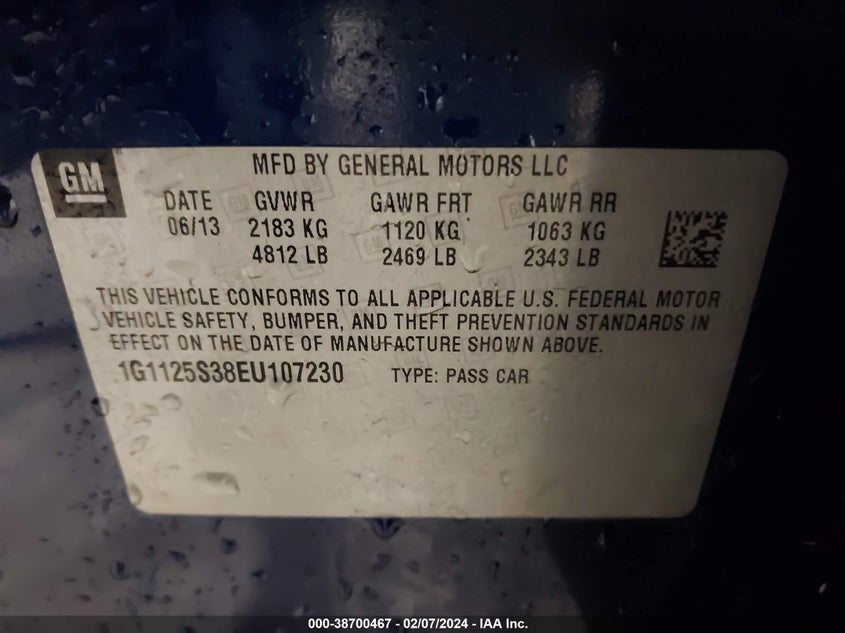 GM
MFD BY GENERAL MOTORS LLC
DATE GVWR GAWR FRT GAWR RR
06/13 2183 KG 1120 KG 1063 KG
4812 LB 2469 LB 2343 LB
THIS VEHICLE CONFORMS TO ALL APPLICABLE U.S. FEDERAL MOTOR
VEHICLE SAFETY, BUMPER, AND THEFT PREVENTION STANDARDS IN
EFFECT ON THE DATE OF MANUFACTURE SHOWN ABOVE.
1G1125S38EU107230 TYPE: PASS CAR
000-38700467 - 02/07/2024 - IAA Inc.